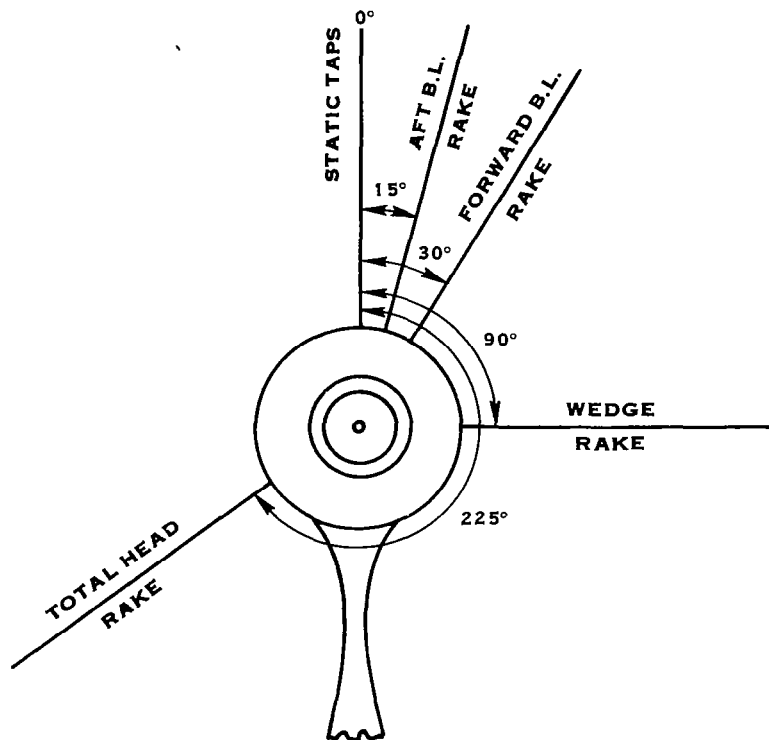 0°
STATIC TAPS
AFT B.L.
RAKE
FORWARD B.L.
RAKE
15°
30°
90°
WEDGE
RAKE
225°
TOTAL HEAD
RAKE